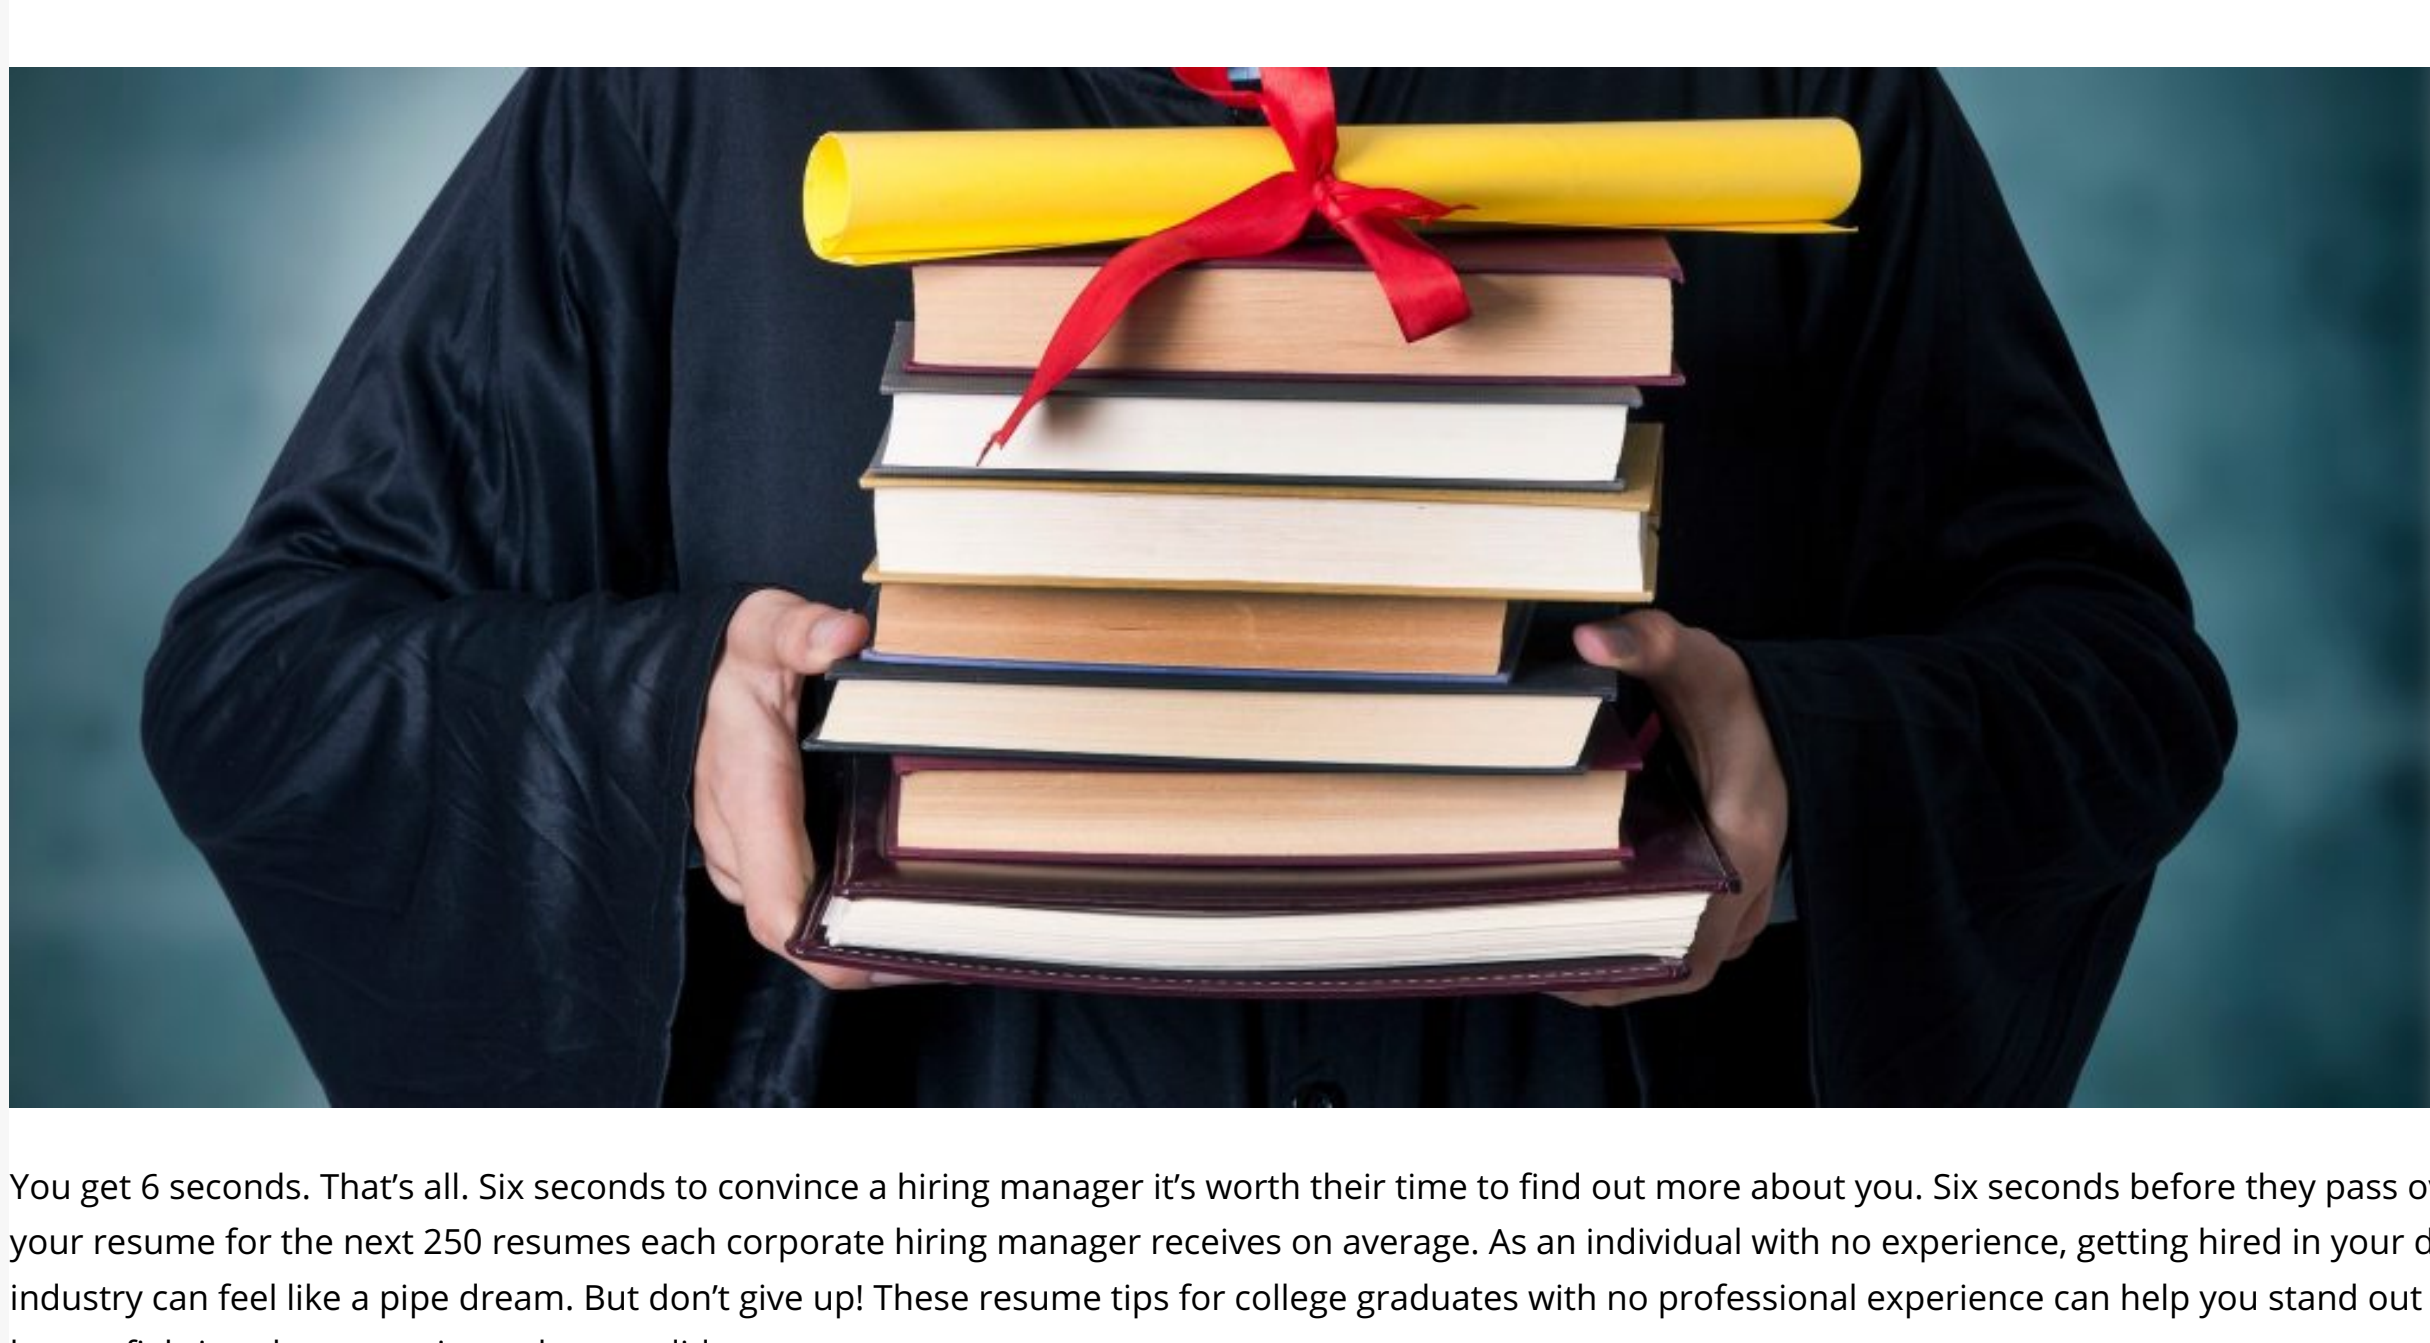 You get 6 seconds. That’s all. Six seconds to convince a hiring manager it’s worth their time to find out more about you. Six seconds before they pass
your resume for the next 250 resumes each corporate hiring manager receives on average. As an individual with no experience, getting hired in your
industry can feel like a pipe dream. But don’t give up! These resume tips for college graduates with no professional experience can help you stand out